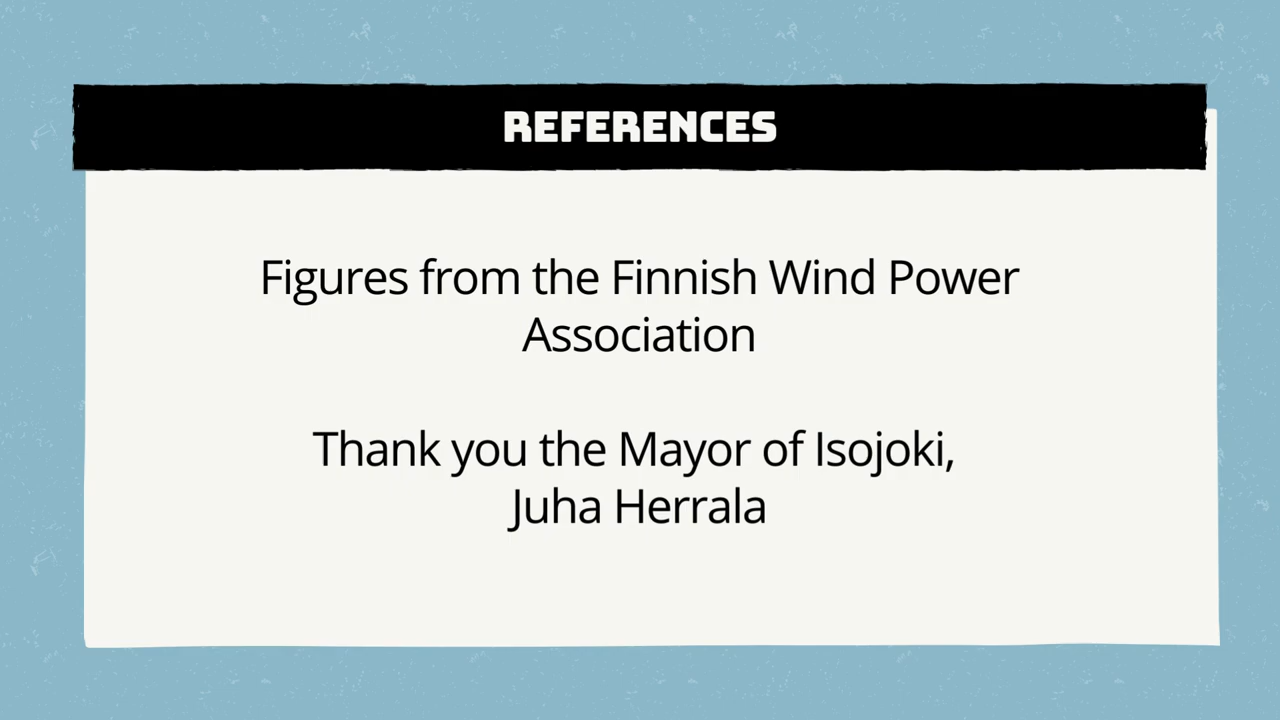 REFERENCES
Figures from the Finnish Wind Power
Association
Thank you the Mayor of Isojoki,
Juha Herrala